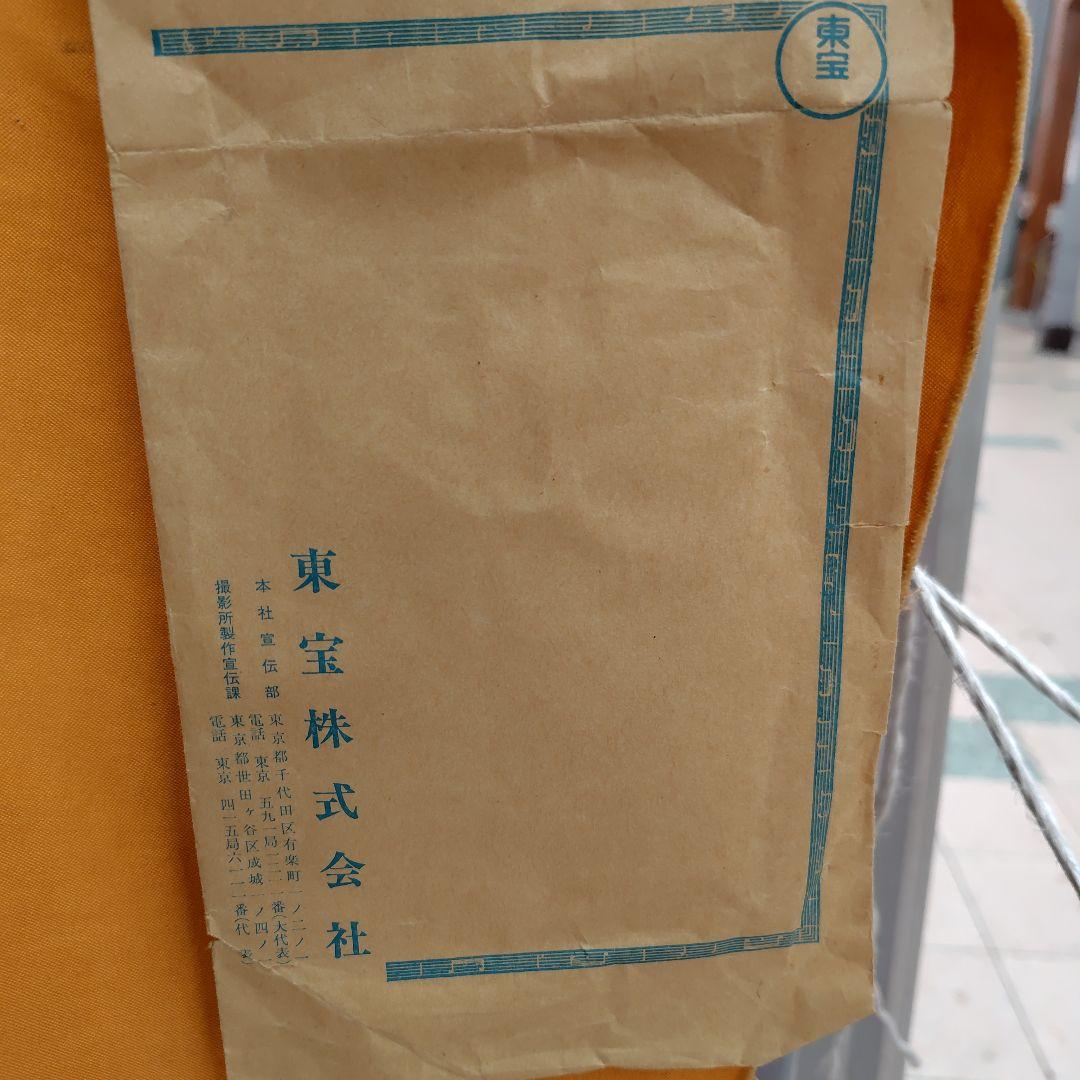 東宝
東宝株式会社
本社宣伝部
東京都千代田区有楽町一ノ二ノ一
電話 東京 五九一局一二一一番(大代表)
撮影所製作宣伝課
東京都世田ヶ谷区成城一ノ四ノ一
電話 東京 四一五局六一一一番(代表)